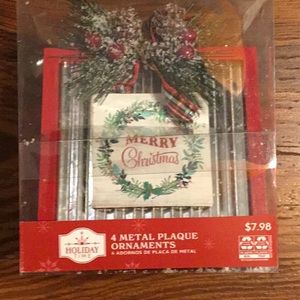 MERRY
Christmas
HOLIDAY
TIME
4 METAL PLAQUE
ORNAMENTS
4 ADORNOS DE PLACA DE METAL
$7.98